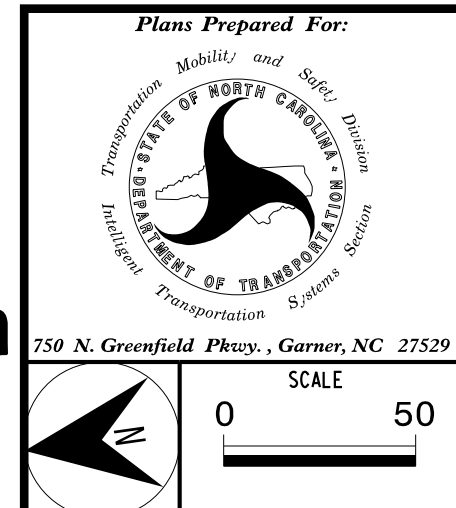 Plans Prepared For:
Transportation Mobility and Safety Division
STATE OF NORTH CAROLINA
DEPARTMENT OF TRANSPORTATION
Intelligent Transportation Systems Section
750 N. Greenfield Pkwy. , Garner, NC 27529
N
SCALE
0 50